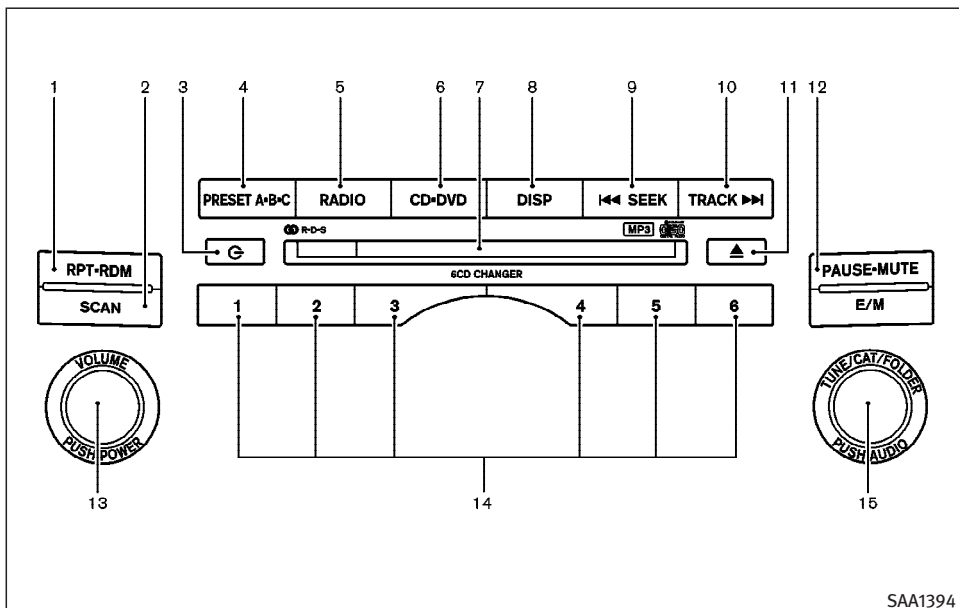 1 2 3 4 5 6 7 8 9 10 11 12
PRESET A•B•C RADIO CD•DVD DISP SEEK TRACK
R•D•S MP3
RPT•RDM
SCAN
6CD CHANGER
PAUSE•MUTE
E/M
1 2 3 4 5 6
VOLUME
PUSH POWER
TUNE/CAT/FOLDER
PUSH AUDIO
13 14 15
SAA1394